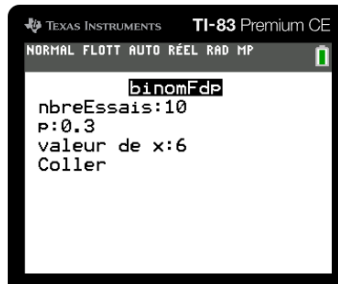 TEXAS INSTRUMENTS TI-83 Premium CE
NORMAL FLOTT AUTO RÉEL RAD MP
binomFdp
nbreEssais:10
p:0.3
valeur de x:6
Coller